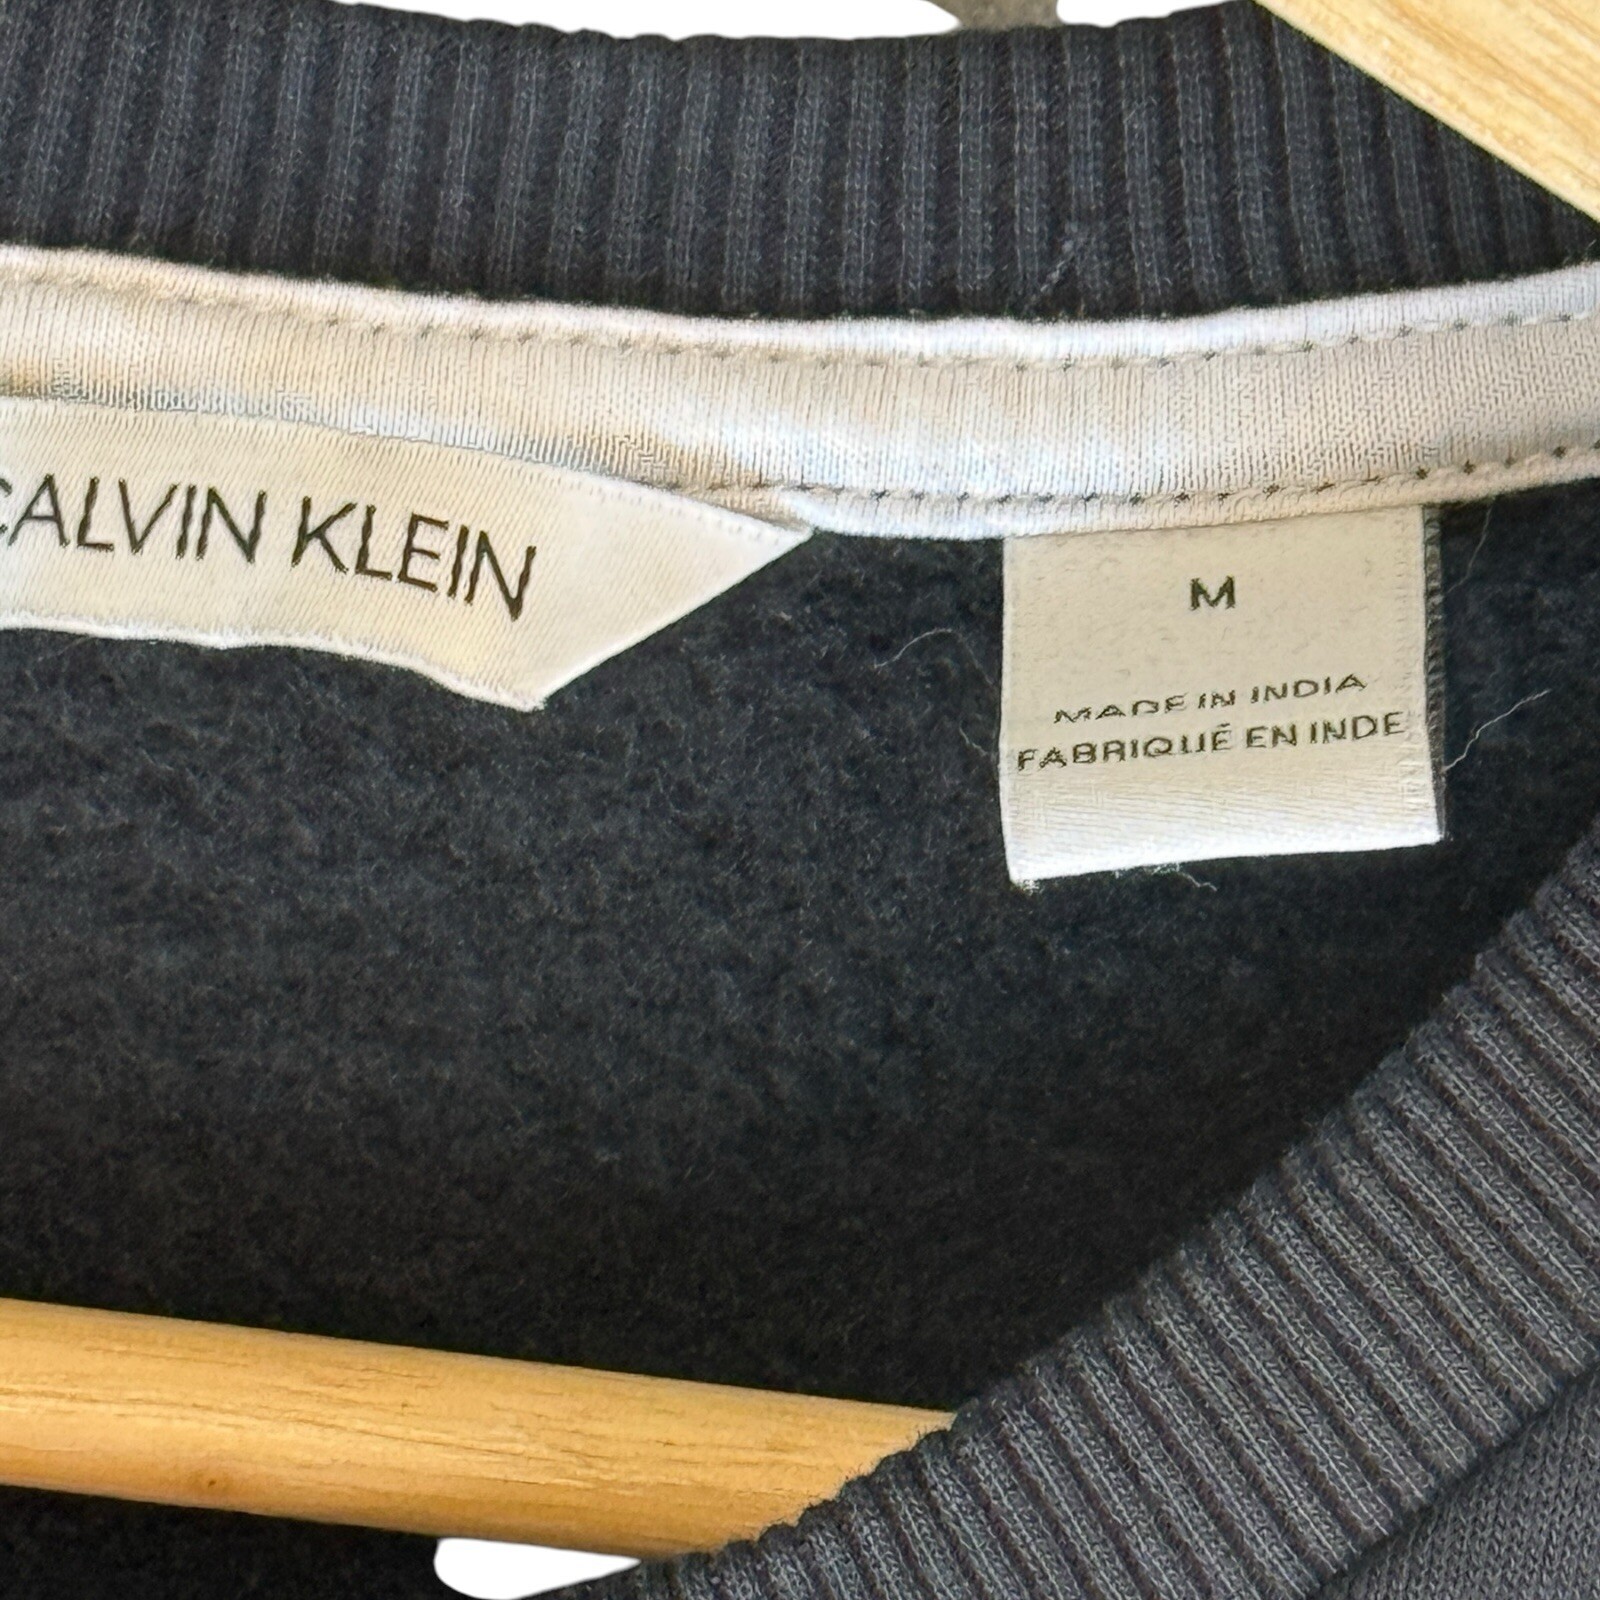 CALVIN KLEIN
M
MADE IN INDIA
FABRIQUÉ EN INDE